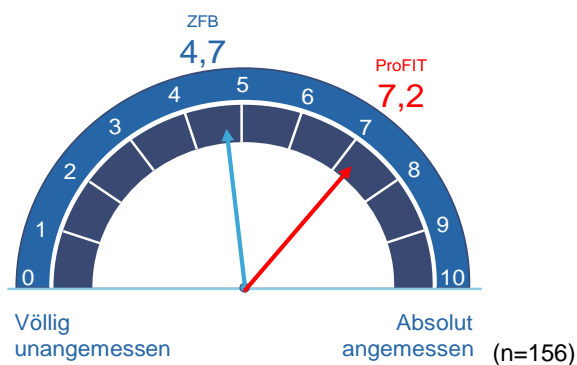 ZFB
4,7
ProFIT
7,2
0
1
2
3
4
5
6
7
8
9
10
Völlig
unangemessen
Absolut
angemessen
(n=156)